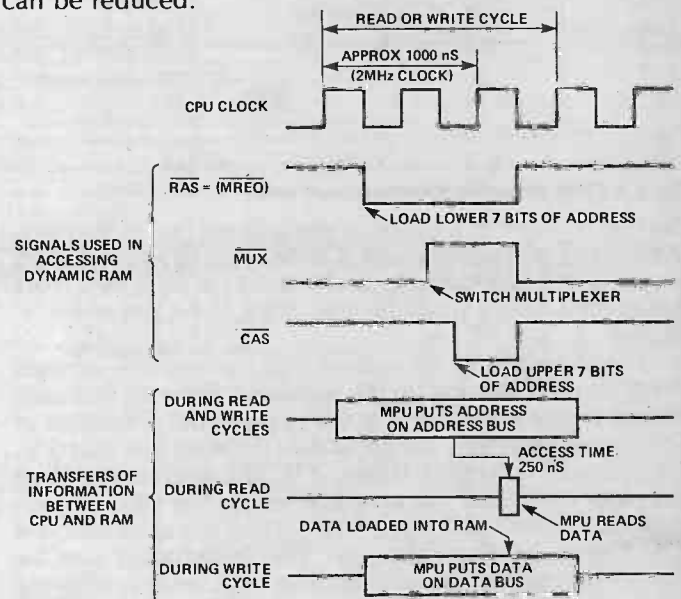 can be reduced.
READ OR WRITE CYCLE
APPROX 1000 nS
(2MHz CLOCK)
CPU CLOCK
RAS = (MREO)
LOAD LOWER 7 BITS OF ADDRESS
SIGNALS USED IN
ACCESSING
DYNAMIC RAM
MUX
SWITCH MULTIPLEXER
CAS
LOAD UPPER 7 BITS
OF ADDRESS
DURING READ
AND WRITE
CYCLES
MPU PUTS ADDRESS
ON ADDRESS BUS
ACCESS TIME
250 nS
TRANSFERS OF
INFORMATION
BETWEEN
CPU AND RAM
DURING READ
CYCLE
MPU READS
DATA
DATA LOADED INTO RAM
DURING WRITE
CYCLE
MPU PUTS DATA
ON DATA BUS